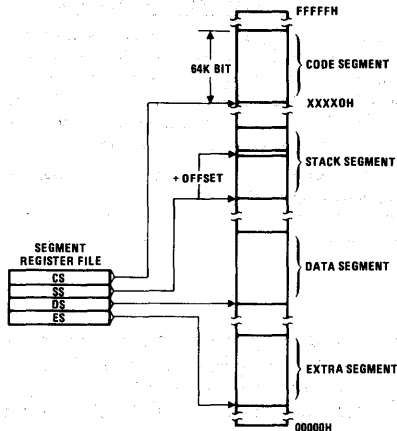 FFFFFH
64K BIT
CODE SEGMENT
XXXX0H
STACK SEGMENT
+ OFFSET
SEGMENT
REGISTER FILE
CS
SS
DS
ES
DATA SEGMENT
EXTRA SEGMENT
00000H